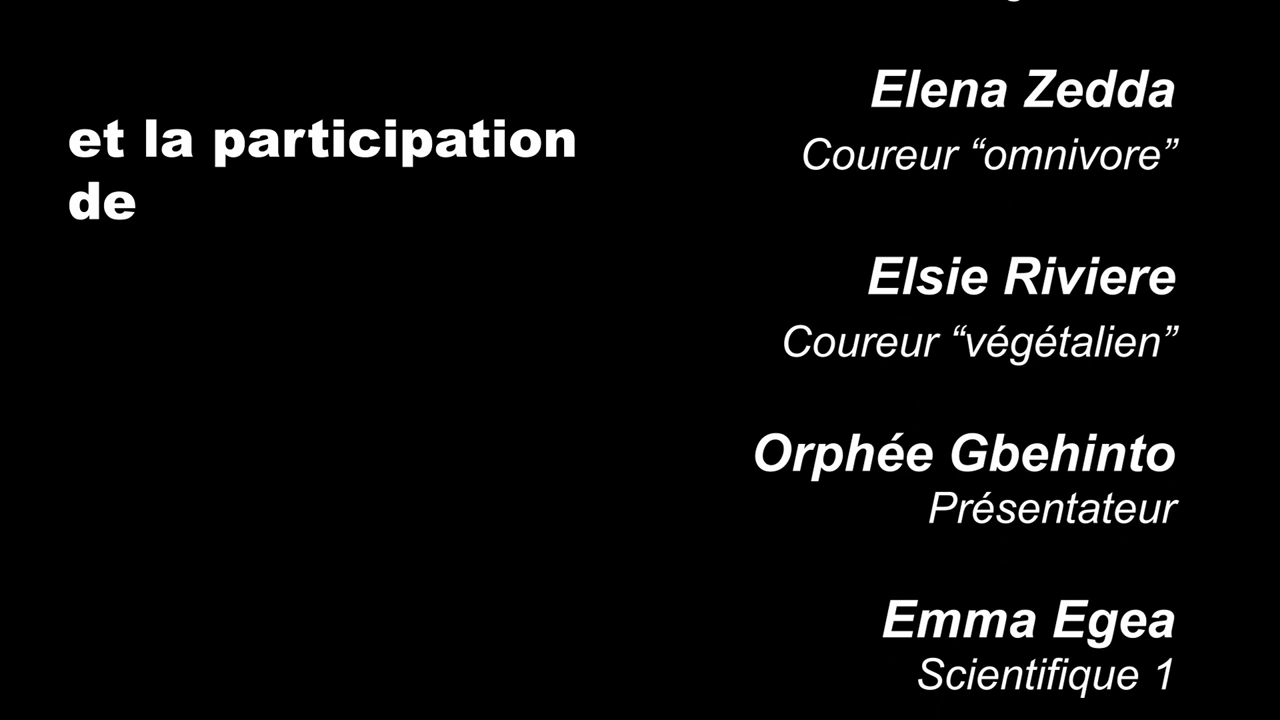 et la participation
de
Elena Zedda
Coureur “omnivore”
Elsie Riviere
Coureur “végétalien”
Orphée Gbehinto
Présentateur
Emma Egea
Scientifique 1